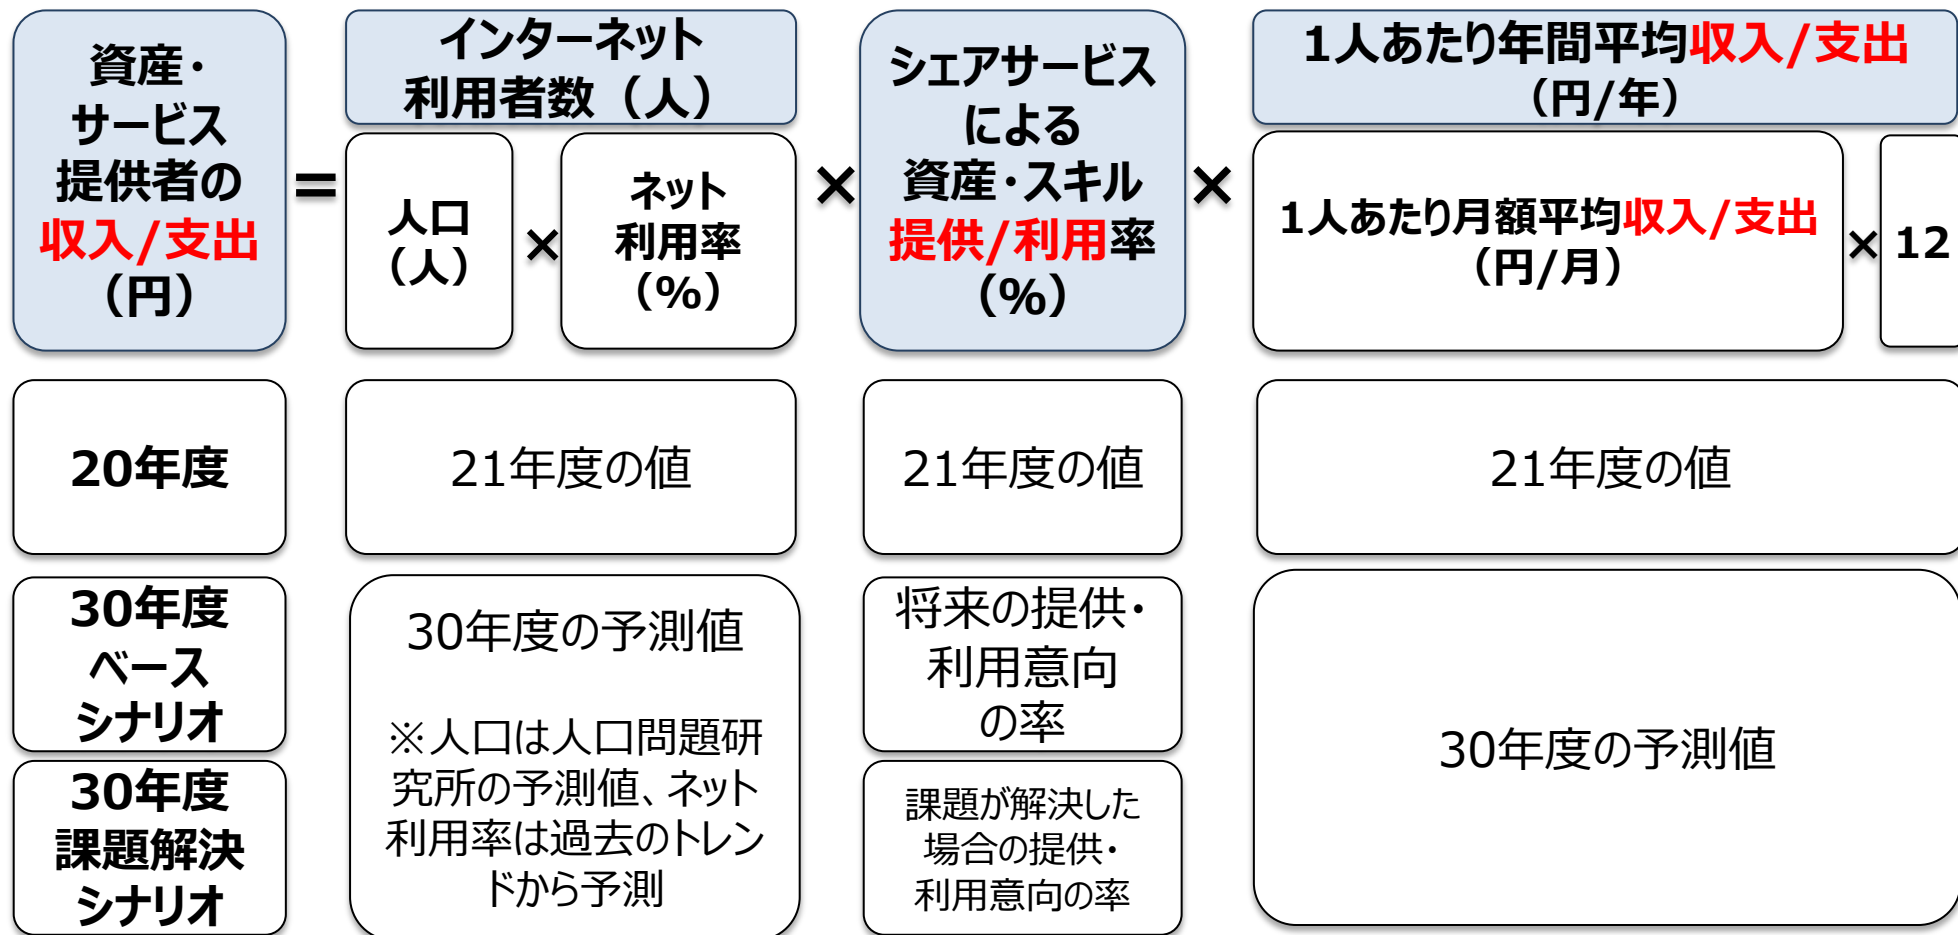 資産・
サービス
提供者の
収入/支出
（円）
=
インターネット
利用者数（人）
人口
（人）
×
ネット
利用率
（%）
×
シェアサービス
による
資産・スキル
提供/利用率
（%）
×
1人あたり年間平均収入/支出
（円/年）
1人あたり月額平均収入/支出
（円/月）
×
12
20年度
21年度の値
21年度の値
21年度の値
30年度
ベース
シナリオ
30年度
課題解決
シナリオ
30年度の予測値
※人口は人口問題研
究所の予測値、ネット
利用率は過去のトレン
ドから予測
将来の提供・
利用意向
の率
課題が解決した
場合の提供・
利用意向の率
30年度の予測値